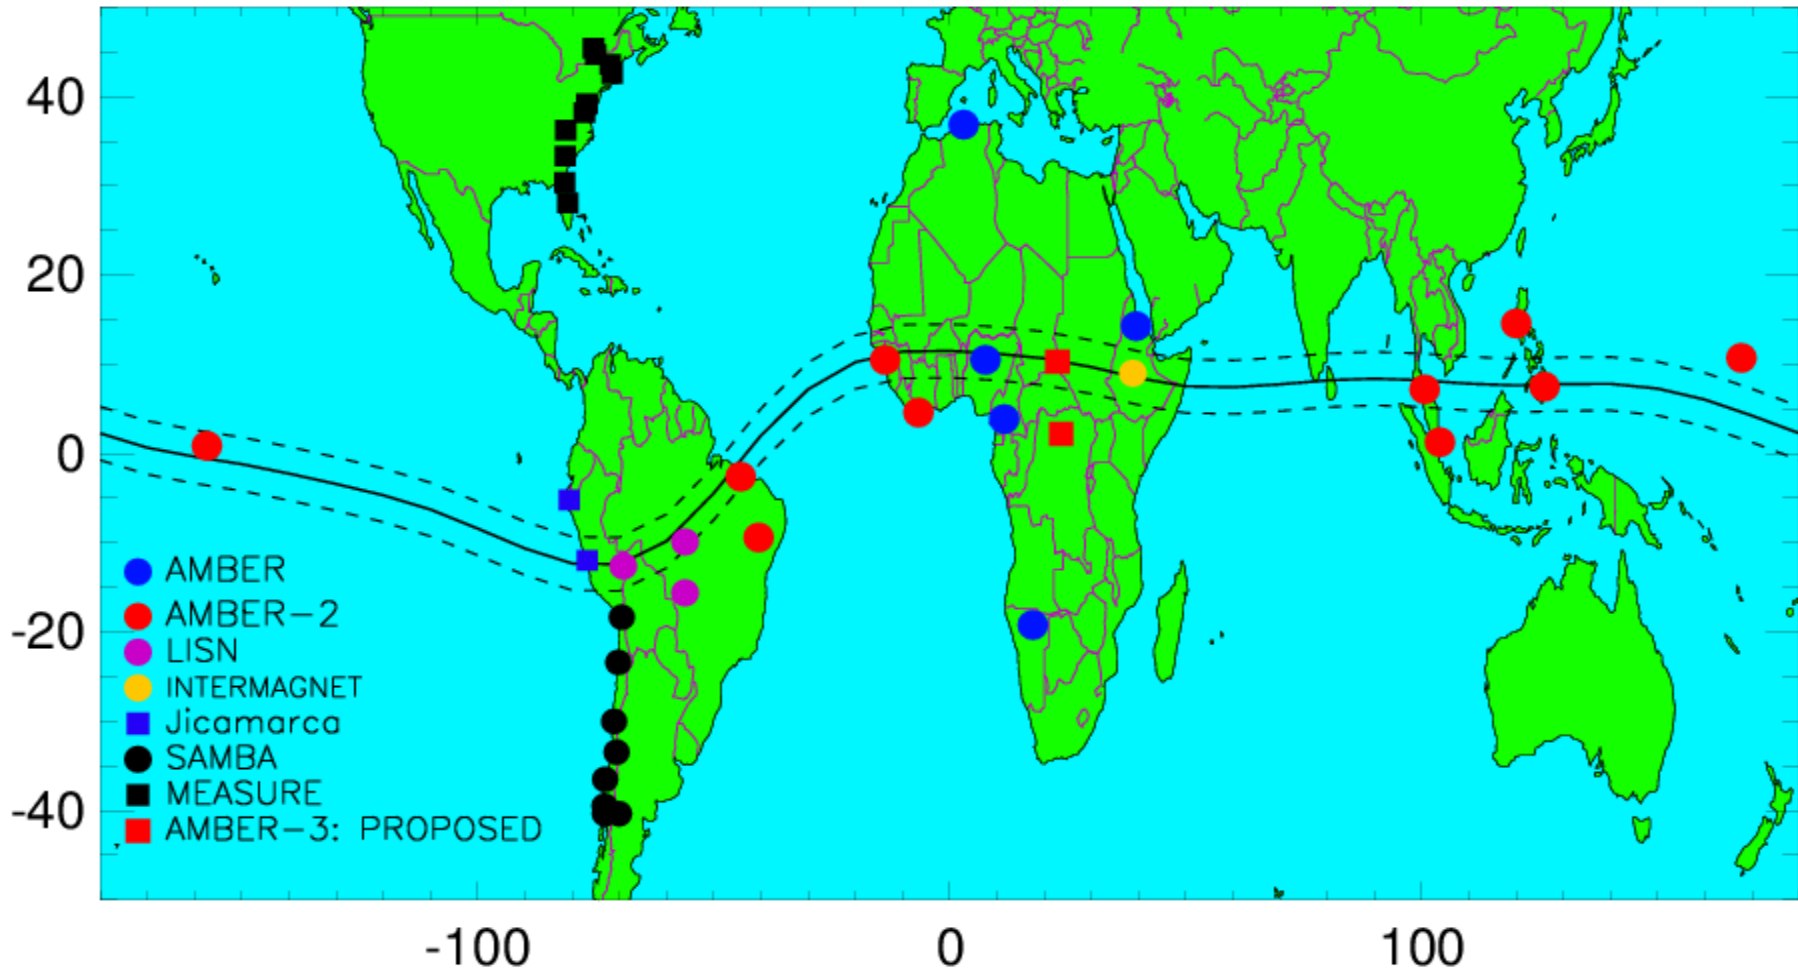 40
20
0
-20
-40
AMBER
AMBER-2
LISN
INTERMAGNET
Jicamarca
SAMBA
MEASURE
AMBER-3: PROPOSED
-100
0
100